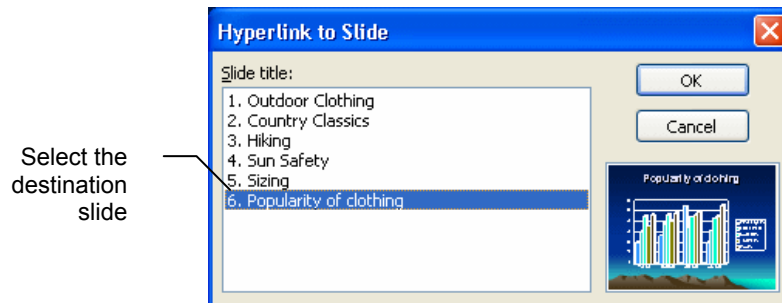 Hyperlink to Slide
Slide title:
1. Outdoor Clothing
2. Country Classics
3. Hiking
4. Sun Safety
5. Sizing
6. Popularity of clothing
OK
Cancel
Popularity of clothing
Select the
destination
slide